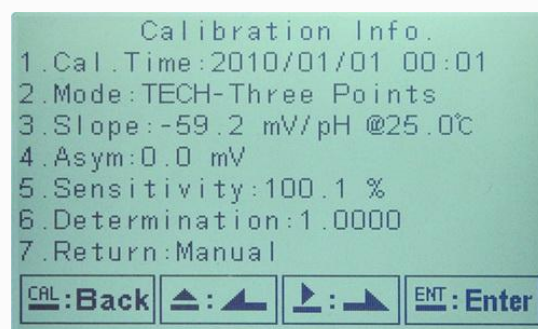 Calibration Info.
1.Cal.Time:2010/01/01 00:01
2.Mode:TECH-Three Points
3.Slope:-59.2 mV/pH @25.0℃
4.Asym:0.0 mV
5.Sensitivity:100.1 %
6.Determination:1.0000
7.Return:Manual
CAL:Back : : ENT:Enter